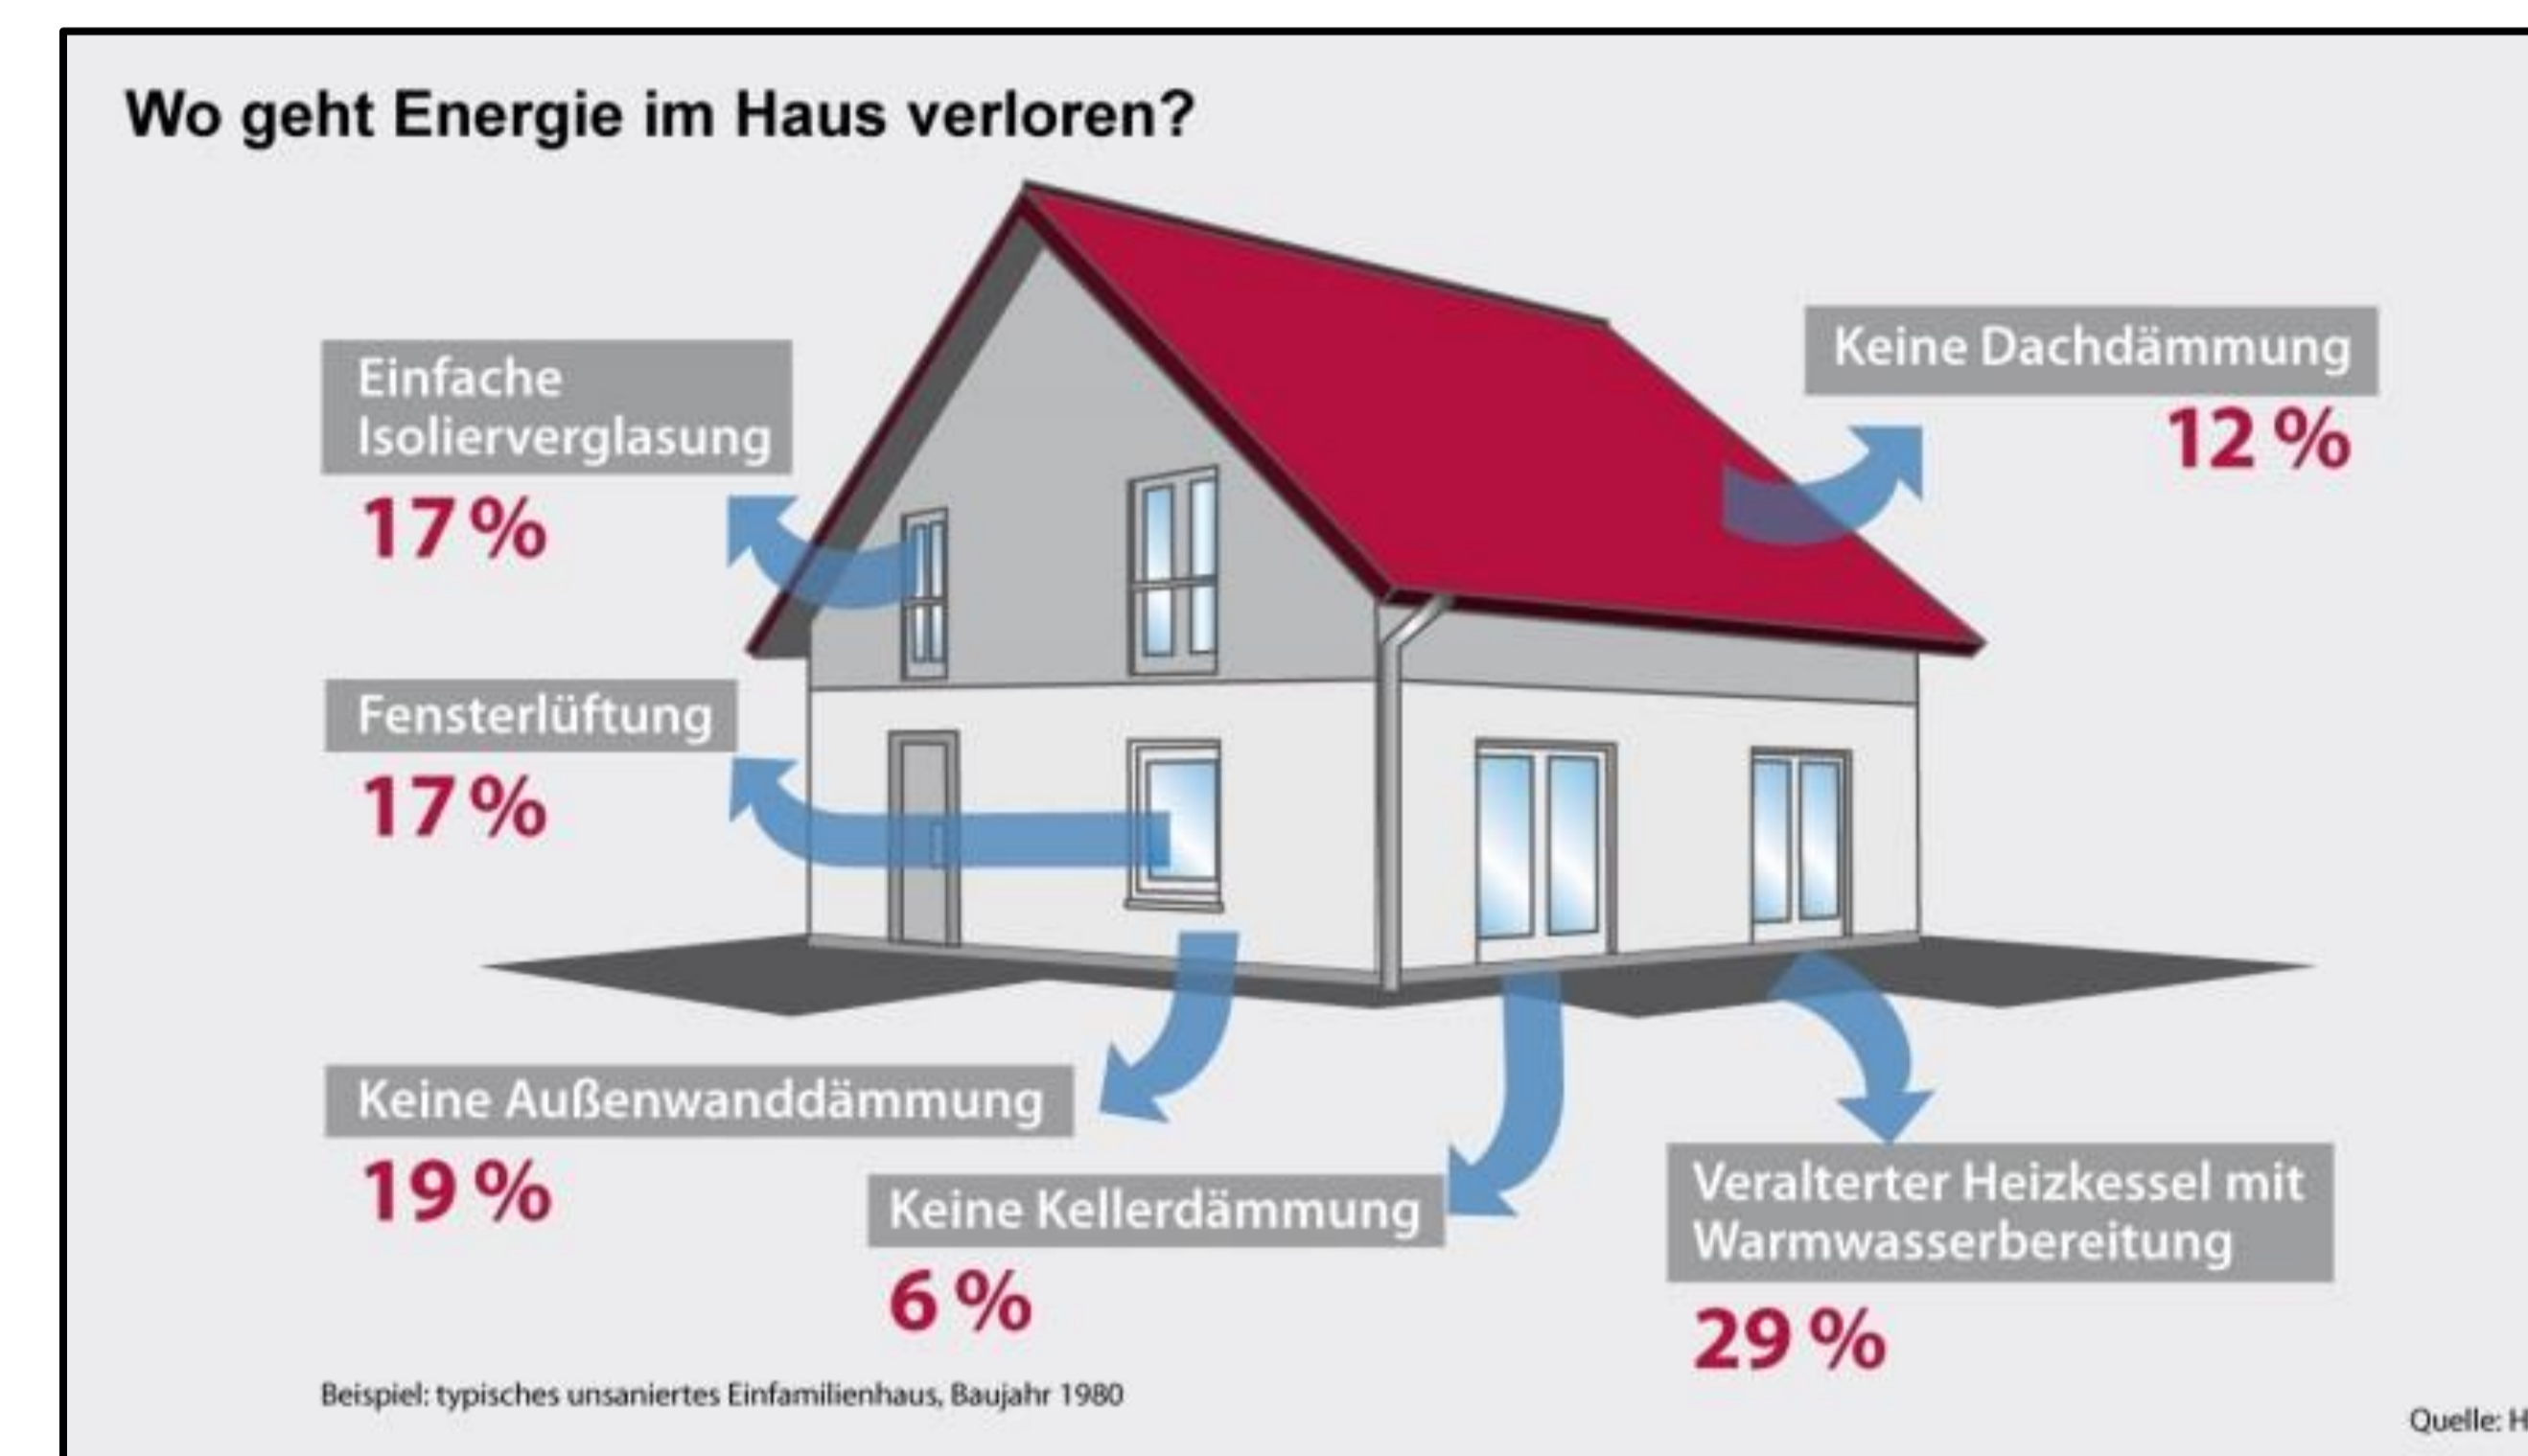 Wo geht Energie im Haus verloren?
Einfache
Isolierverglasung
17 %
Keine Dachdämmung
12 %
Fensterlüftung
17 %
Keine Außenwanddämmung
19 %
Keine Kellerdämmung
6 %
Veralterter Heizkessel mit
Warmwasserbereitung
29 %
Beispiel: typisches unsaniertes Einfamilienhaus, Baujahr 1980
Quelle: